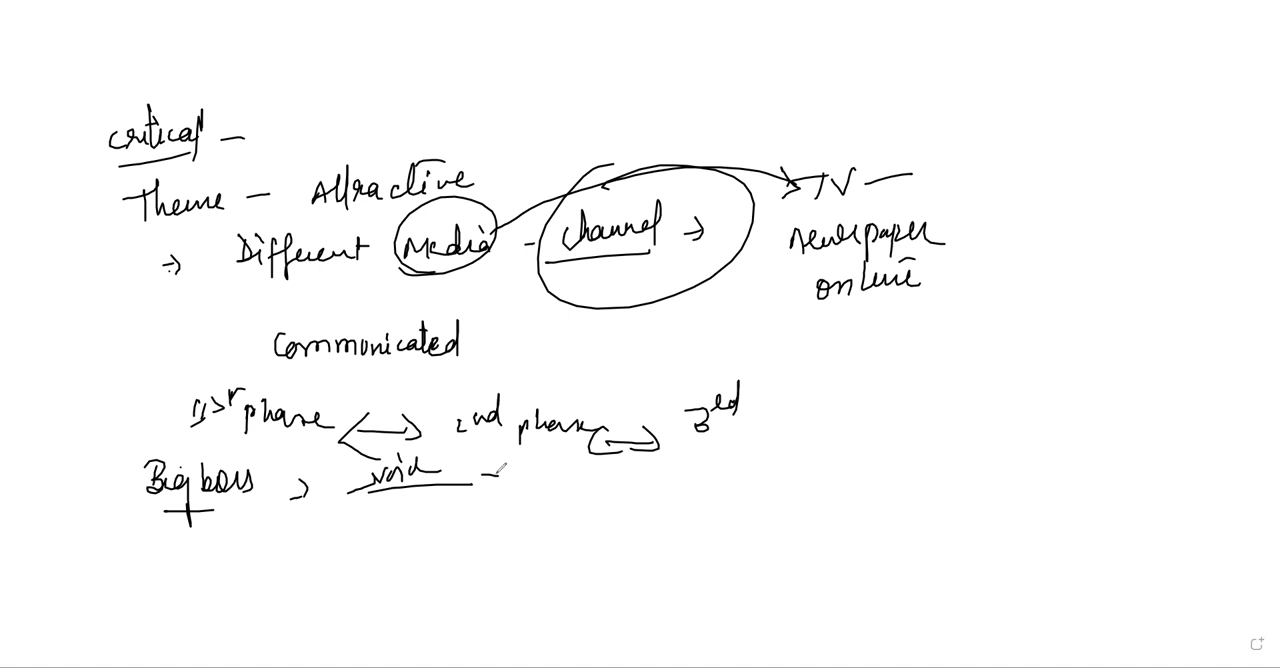 critical -
Theme - Attractive
→ Different Media - channel → TV -
newspaper
online
communicated
1st phase ↔ 2nd phase ↔ 3rd
Big boss → void -